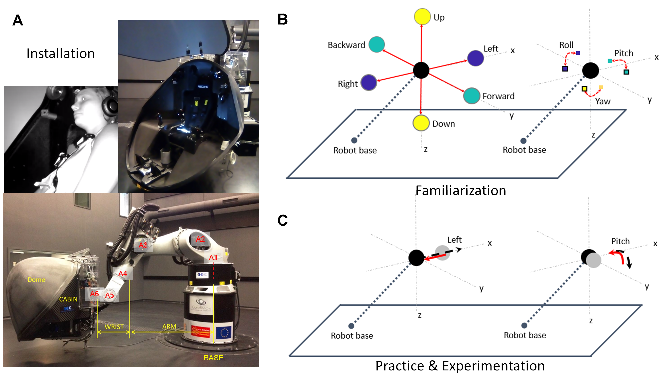 A
Installation
Dome
CABIN
A6
A5
A4
A3
A2
A1
WRIST
ARM
BASE
B
Up
Backward
Left
x
Right
Forward
y
Down
z
Robot base
Roll
Pitch
x
Yaw
y
z
Robot base
Familiarization
C
Left
x
y
z
Robot base
Pitch
x
y
z
Robot base
Practice & Experimentation